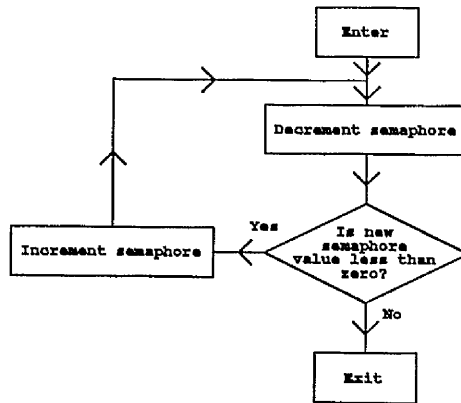 Enter
Decrement semaphore
Yes
Increment semaphore
Is new
semaphore
value less than
zero?
No
Exit